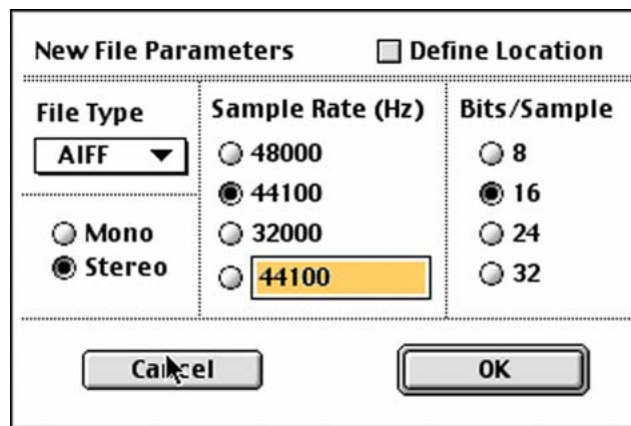 New File Parameters Define Location
File Type Sample Rate (Hz) Bits/Sample
AIFF 48000 8
44100 16
Mono 32000 24
Stereo 44100 32
Cancel OK